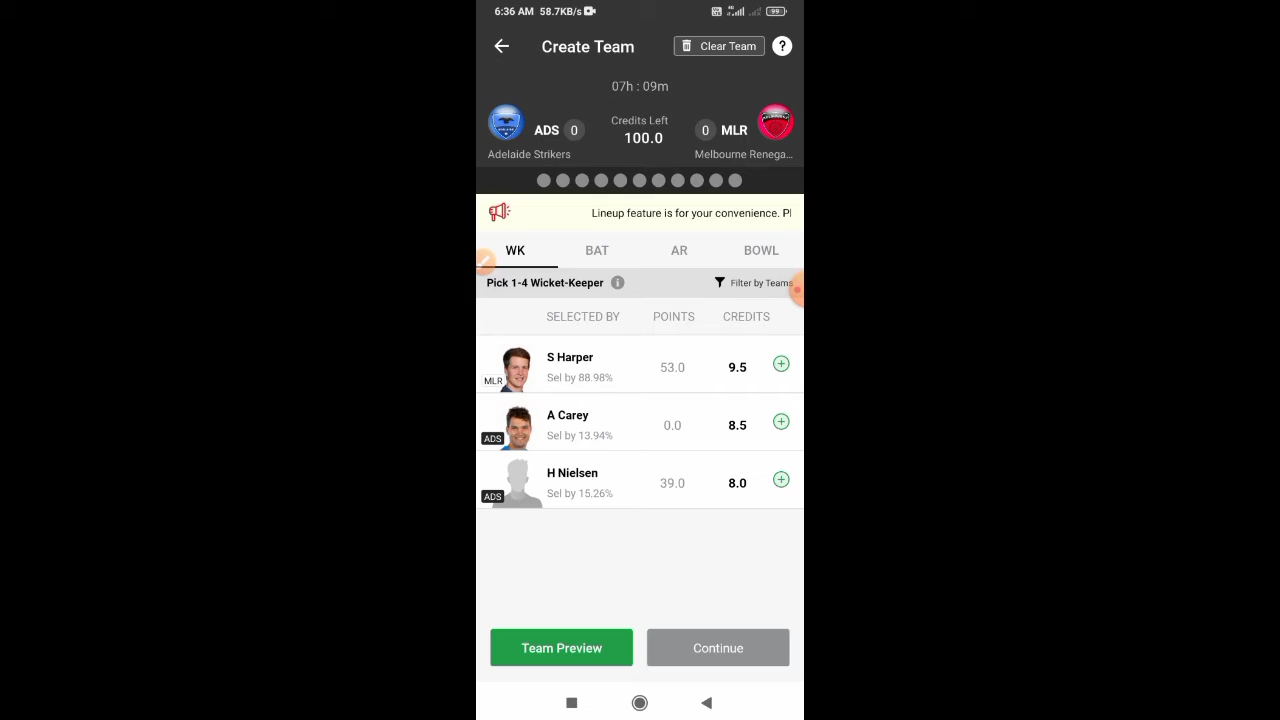 6:36 AM 58.7KB/s
4G
99
Create Team
Clear Team
?
07h : 09m
ADS 0
Credits Left
100.0
0 MLR
Adelaide Strikers
Melbourne Renega...
Lineup feature is for your convenience. Pl
WK BAT AR BOWL
Pick 1-4 Wicket-Keeper i
Filter by Teams
SELECTED BY POINTS CREDITS
S Harper
MLR Sel by 88.98% 53.0 9.5
A Carey
ADS Sel by 13.94% 0.0 8.5
H Nielsen
ADS Sel by 15.26% 39.0 8.0
Team Preview
Continue